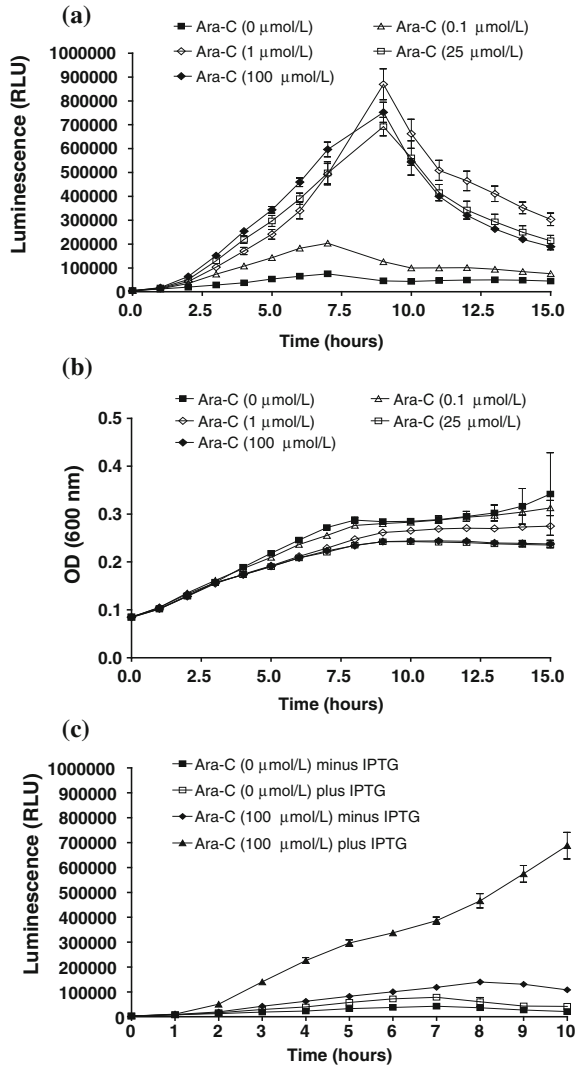 (a)
Ara-C (0 μmol/L)
Ara-C (0.1 μmol/L)
Ara-C (1 μmol/L)
Ara-C (25 μmol/L)
Ara-C (100 μmol/L)
Luminescence (RLU)
1000000
900000
800000
700000
600000
500000
400000
300000
200000
100000
0
0.0 2.5 5.0 7.5 10.0 12.5 15.0
Time (hours)
(b)
Ara-C (0 μmol/L)
Ara-C (0.1 μmol/L)
Ara-C (1 μmol/L)
Ara-C (25 μmol/L)
Ara-C (100 μmol/L)
OD (600 nm)
0.5
0.4
0.3
0.2
0.1
0.0
0.0 2.5 5.0 7.5 10.0 12.5 15.0
Time (hours)
(c)
Ara-C (0 μmol/L) minus IPTG
Ara-C (0 μmol/L) plus IPTG
Ara-C (100 μmol/L) minus IPTG
Ara-C (100 μmol/L) plus IPTG
Luminescence (RLU)
1000000
900000
800000
700000
600000
500000
400000
300000
200000
100000
0
0 1 2 3 4 5 6 7 8 9 10
Time (hours)